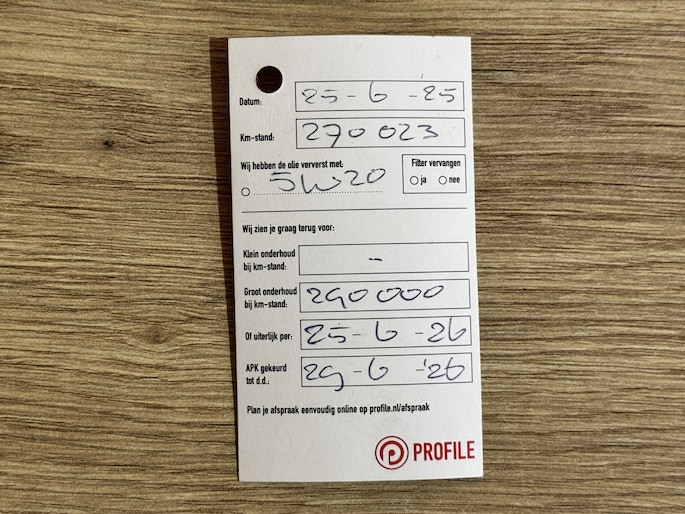 Datum: 25-6-'25
Km-stand: 270 023
Wij hebben de olie ververst met:
5W20
Filter vervangen
ja nee
Wij zien je graag terug voor:
Klein onderhoud
bij km-stand: -
Groot onderhoud
bij km-stand: 290000
Of uiterlijk per: 25-6-26
APK gekeurd
tot d.d.: 29-6-'26
Plan je afspraak eenvoudig online op profile.nl/afspraak
PROFILE